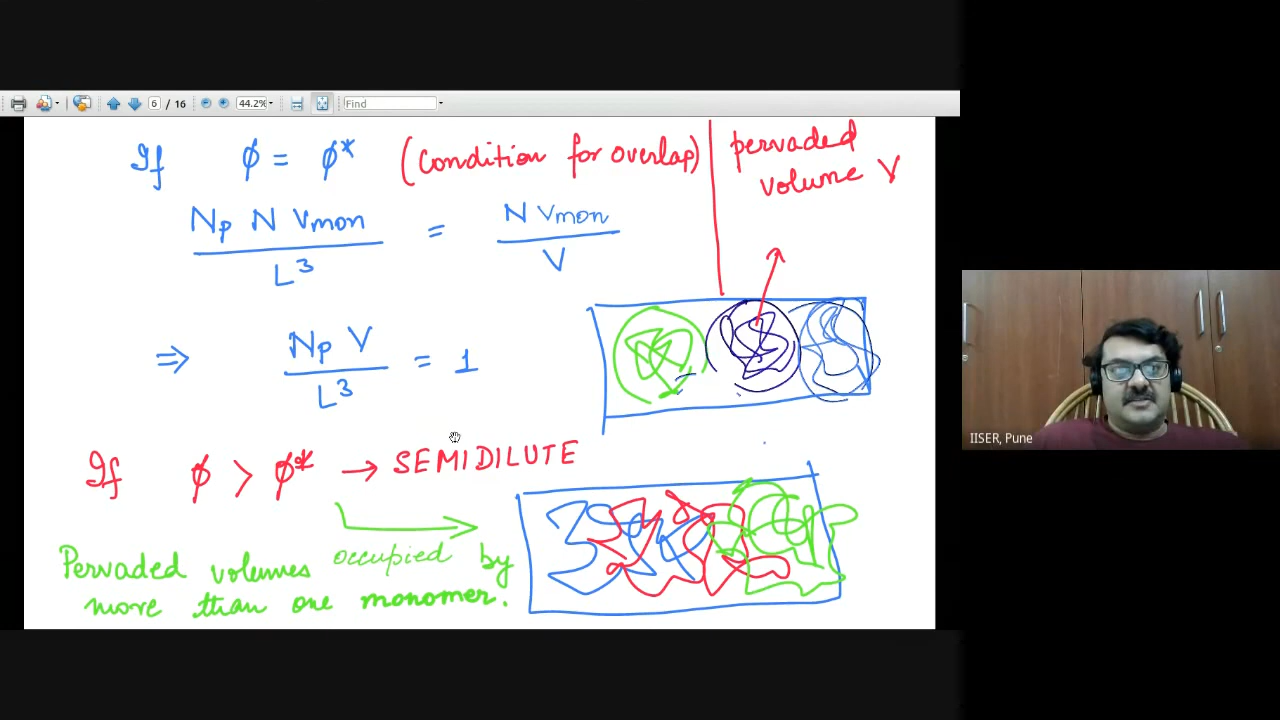 6 / 16 44.2% Find
If φ = φ* (Condition for overlap)
pervaded
volume V
Np N Vmon / L³ = N Vmon / V
⇒ Np V / L³ = 1
If φ > φ* → SEMIDILUTE
Pervaded volumes occupied by
more than one monomer.
IISER, Pune